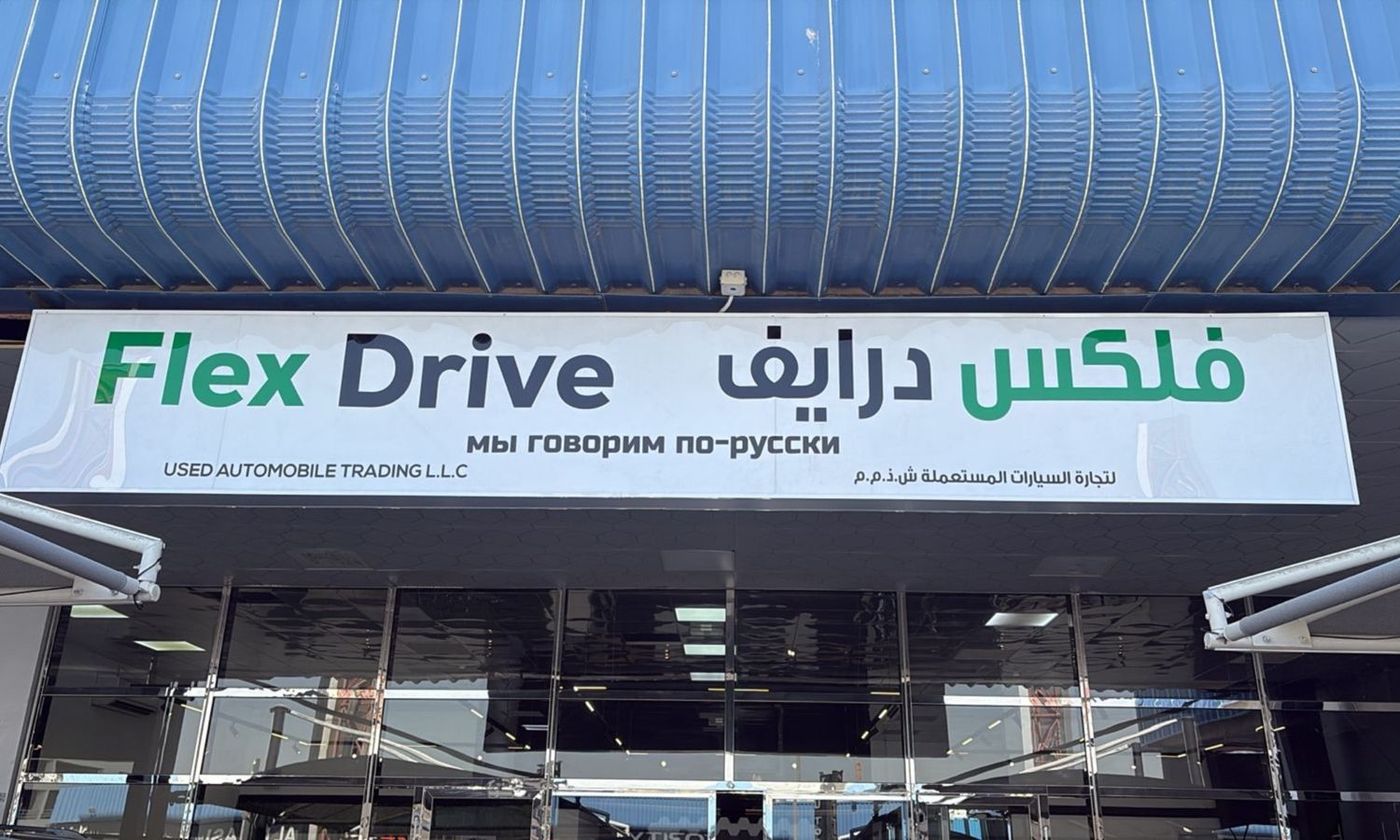 Flex Drive
فلكس درايف
мы говорим по-русски
USED AUTOMOBILE TRADING L.L.C
لتجارة السيارات المستعملة ش.ذ.م.م